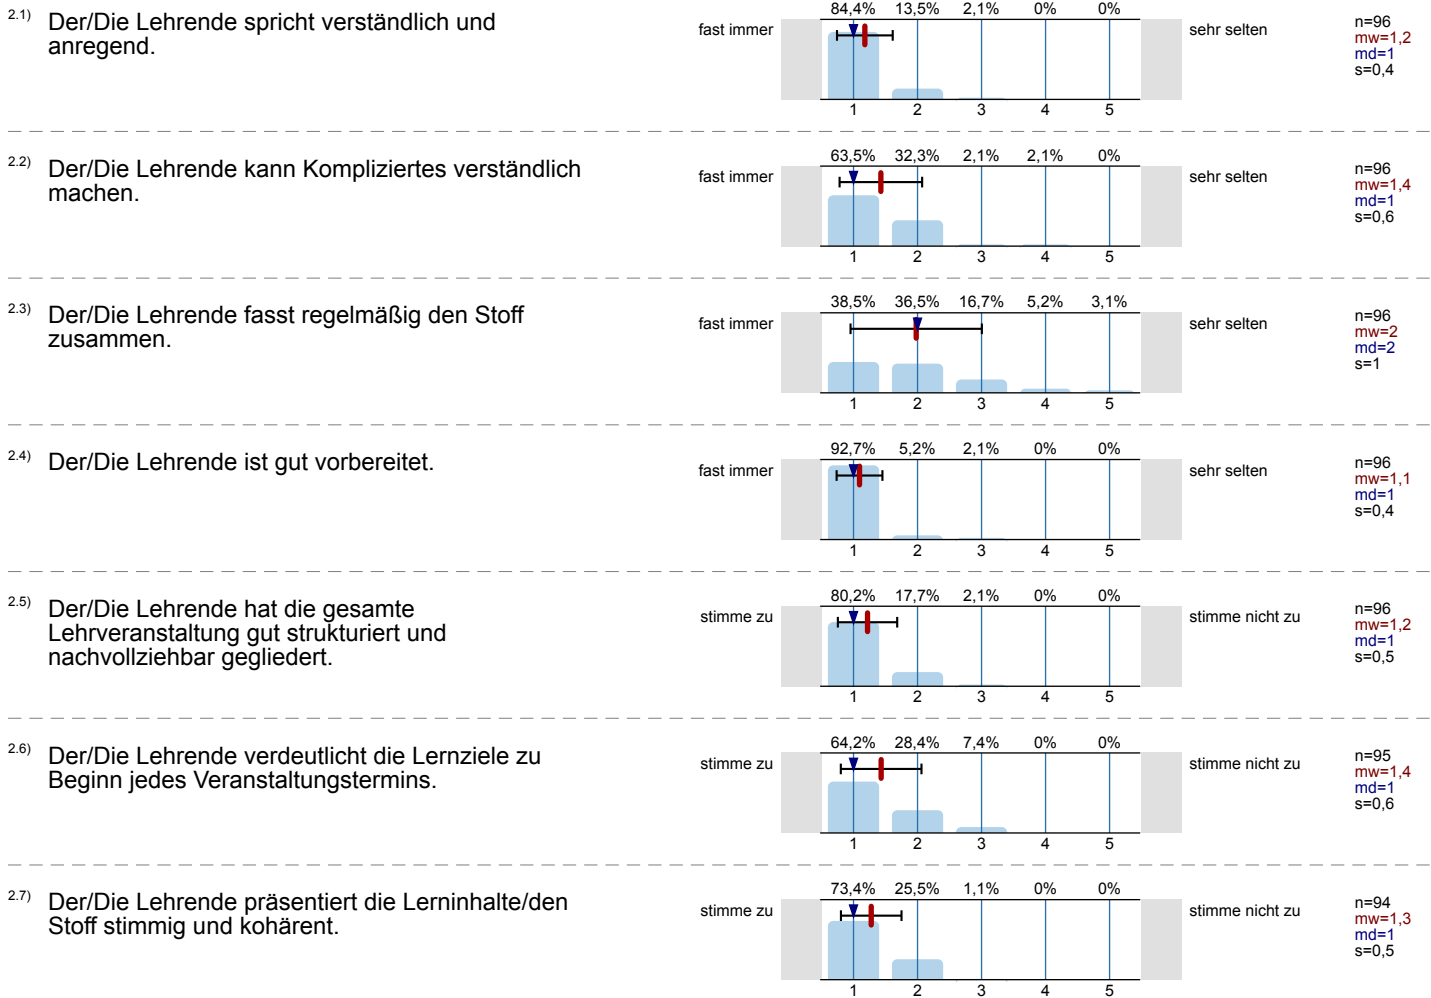 2.1) Der/Die Lehrende spricht verständlich und
anregend.
fast immer
84,4% 13,5% 2,1% 0% 0%
1 2 3 4 5
sehr selten
n=96
mw=1,2
md=1
s=0,4
2.2) Der/Die Lehrende kann Kompliziertes verständlich
machen.
fast immer
63,5% 32,3% 2,1% 2,1% 0%
1 2 3 4 5
sehr selten
n=96
mw=1,4
md=1
s=0,6
2.3) Der/Die Lehrende fasst regelmäßig den Stoff
zusammen.
fast immer
38,5% 36,5% 16,7% 5,2% 3,1%
1 2 3 4 5
sehr selten
n=96
mw=2
md=2
s=1
2.4) Der/Die Lehrende ist gut vorbereitet.
fast immer
92,7% 5,2% 2,1% 0% 0%
1 2 3 4 5
sehr selten
n=96
mw=1,1
md=1
s=0,4
2.5) Der/Die Lehrende hat die gesamte
Lehrveranstaltung gut strukturiert und
nachvollziehbar gegliedert.
stimme zu
80,2% 17,7% 2,1% 0% 0%
1 2 3 4 5
stimme nicht zu
n=96
mw=1,2
md=1
s=0,5
2.6) Der/Die Lehrende verdeutlicht die Lernziele zu
Beginn jedes Veranstaltungstermins.
stimme zu
64,2% 28,4% 7,4% 0% 0%
1 2 3 4 5
stimme nicht zu
n=95
mw=1,4
md=1
s=0,6
2.7) Der/Die Lehrende präsentiert die Lerninhalte/den
Stoff stimmig und kohärent.
stimme zu
73,4% 25,5% 1,1% 0% 0%
1 2 3 4 5
stimme nicht zu
n=94
mw=1,3
md=1
s=0,5